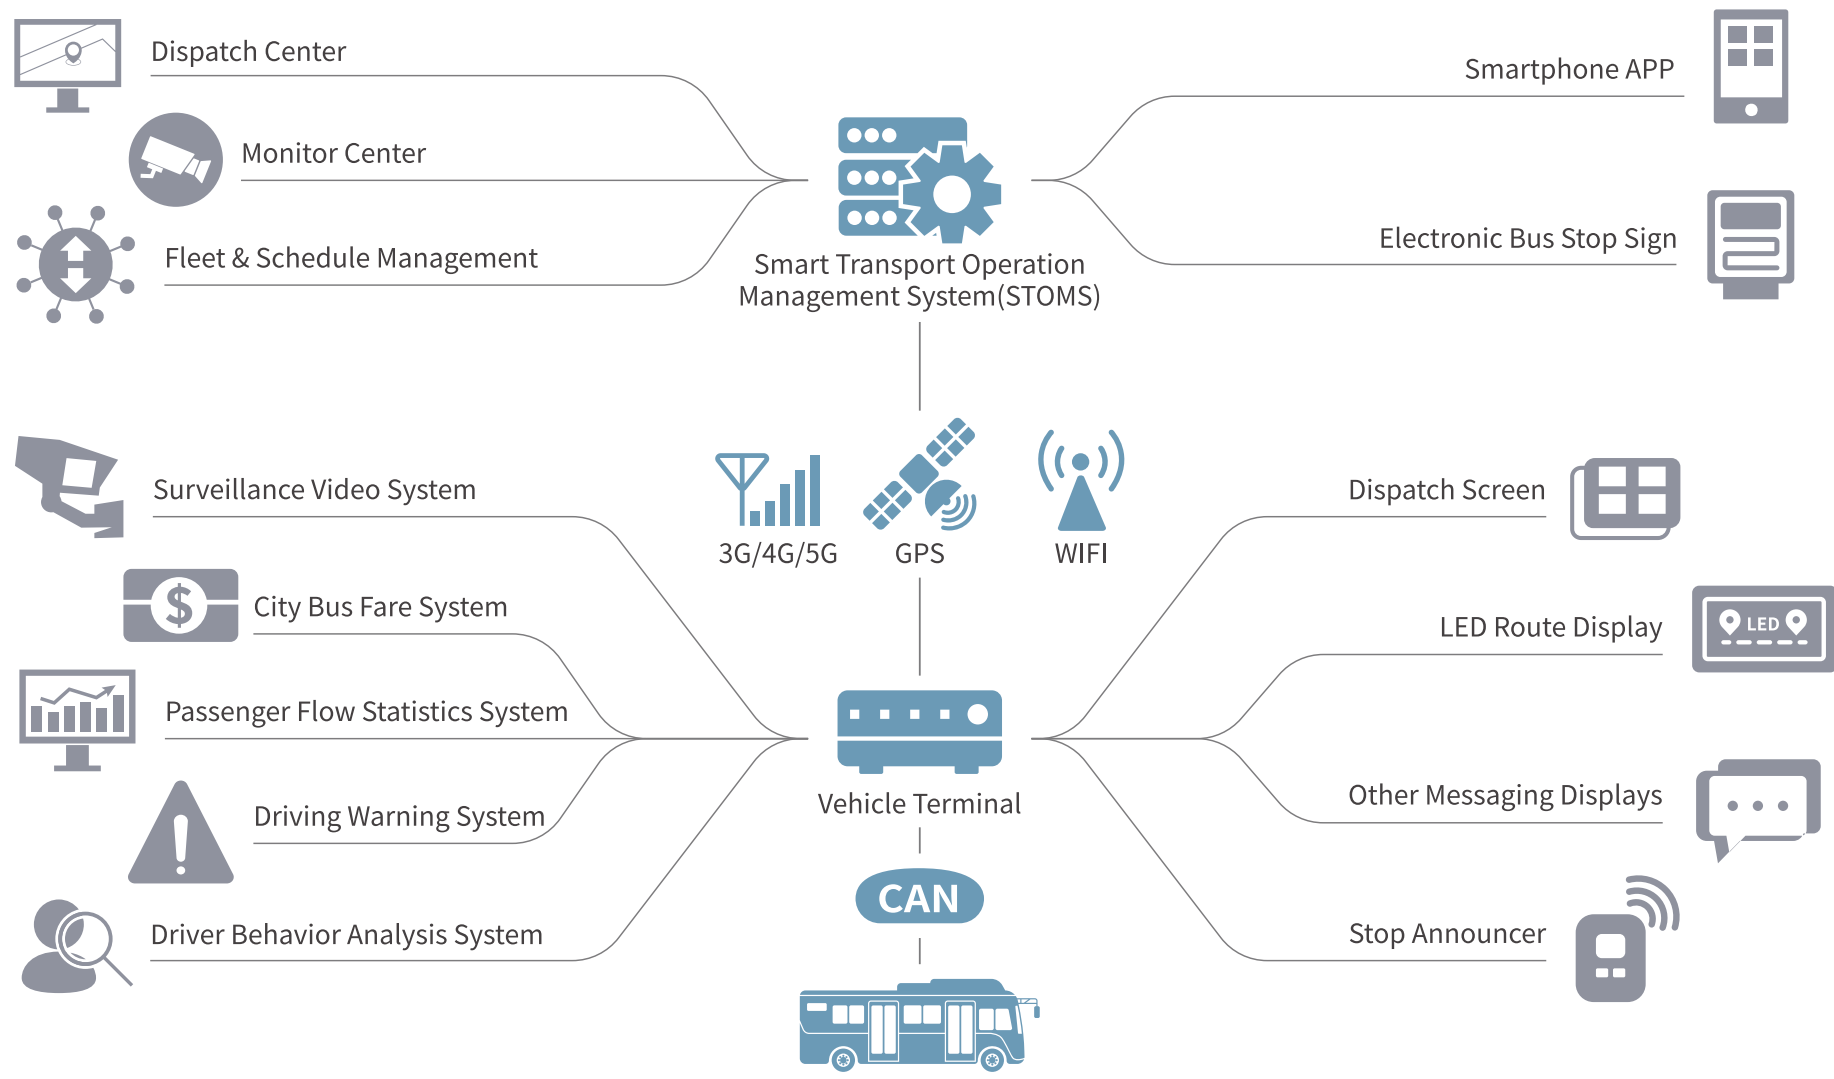 Dispatch Center
Monitor Center
Fleet & Schedule Management
Smartphone APP
Electronic Bus Stop Sign
Smart Transport Operation
Management System(STOMS)
3G/4G/5G
GPS
WIFI
Surveillance Video System
City Bus Fare System
$
Passenger Flow Statistics System
Driving Warning System
!
Driver Behavior Analysis System
Dispatch Screen
LED Route Display
LED
Other Messaging Displays
Stop Announcer
Vehicle Terminal
CAN